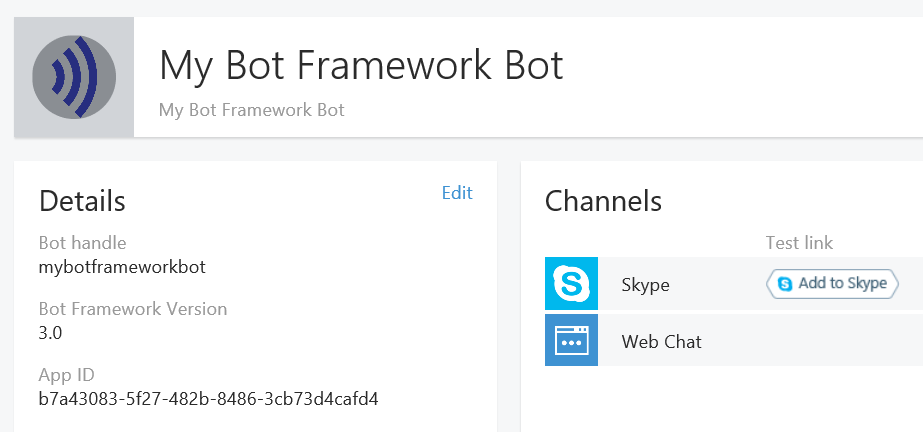 My Bot Framework Bot
My Bot Framework Bot
Details
Edit
Bot handle
mybotframeworkbot
Bot Framework Version
3.0
App ID
b7a43083-5f27-482b-8486-3cb73d4cafd4
Channels
Test link
Skype
Add to Skype
Web Chat